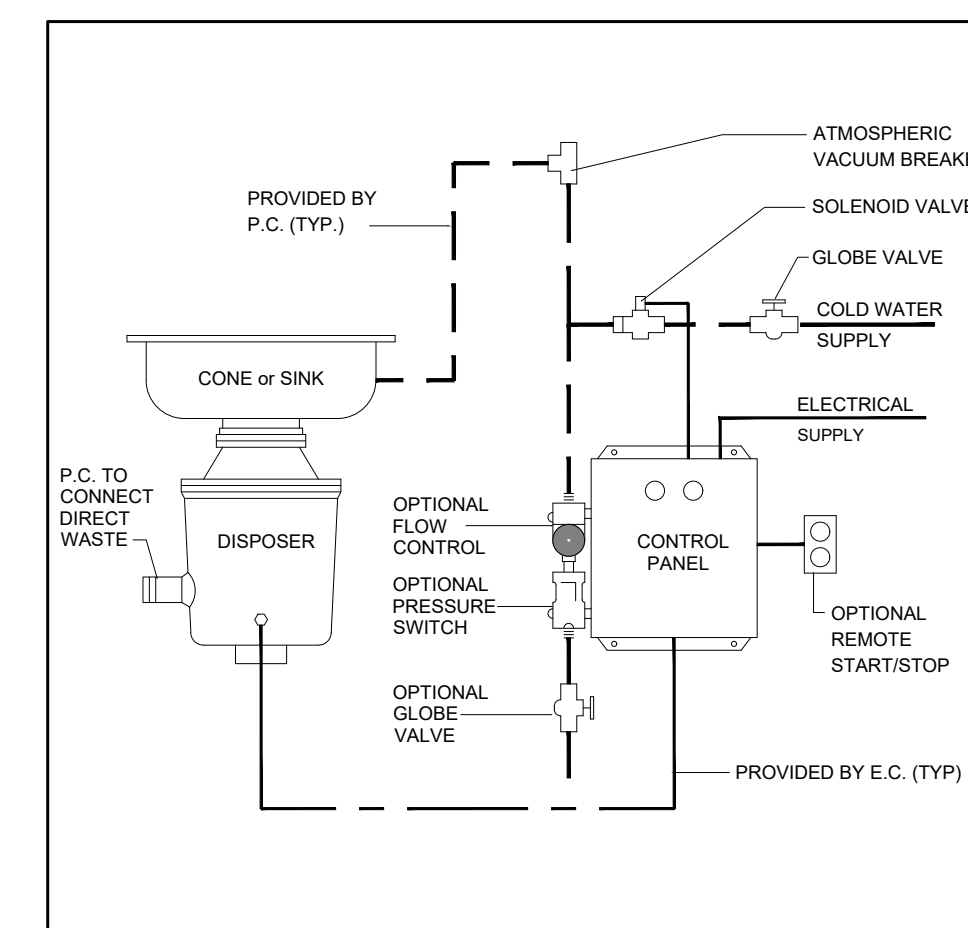 ATMOSPHERIC
VACUUM BREAKE
PROVIDED BY
P.C. (TYP.)
SOLENOID VALVE
GLOBE VALVE
COLD WATER
SUPPLY
CONE or SINK
ELECTRICAL
SUPPLY
P.C. TO
CONNECT
DIRECT
WASTE
DISPOSER
OPTIONAL
FLOW
CONTROL
CONTROL
PANEL
OPTIONAL
PRESSURE
SWITCH
OPTIONAL
REMOTE
START/STOP
OPTIONAL
GLOBE
VALVE
PROVIDED BY E.C. (TYP)